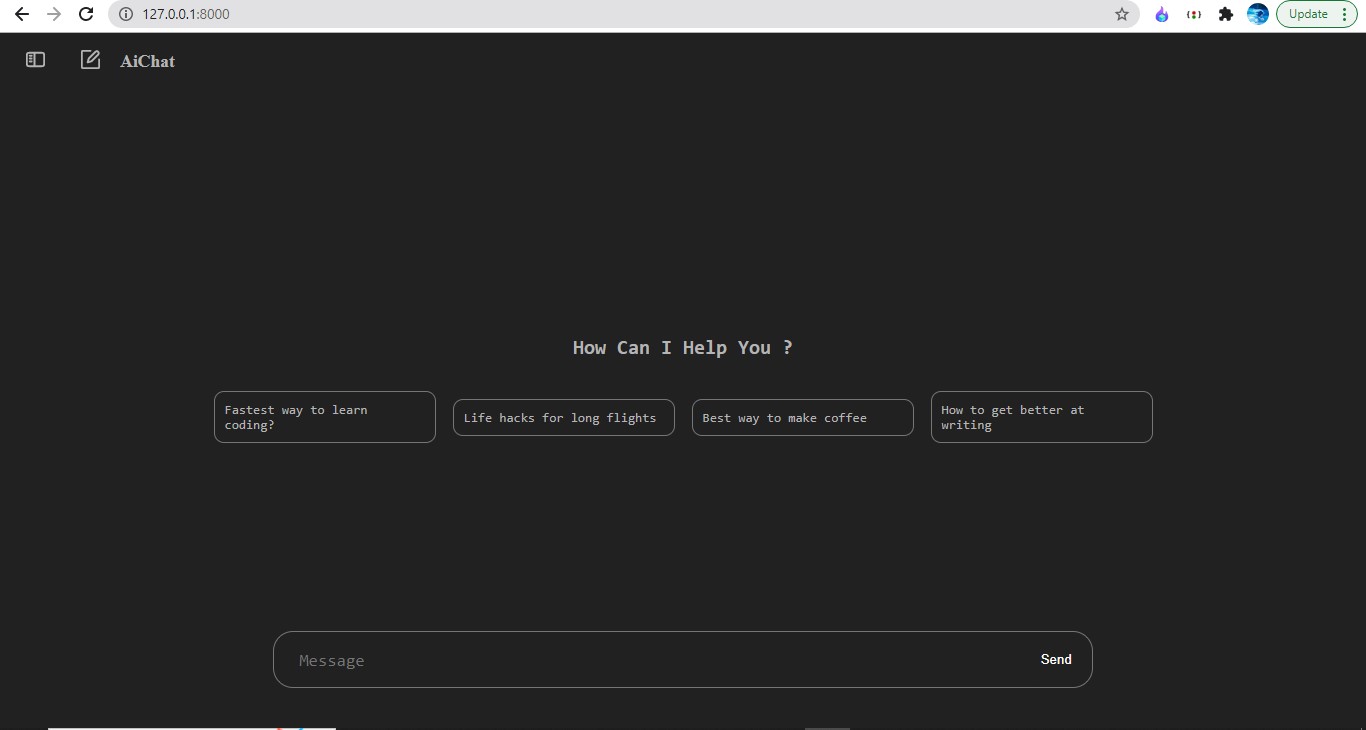 127.0.0.1:8000
Update
AiChat
How Can I Help You ?
Fastest way to learn
coding?
Life hacks for long flights
Best way to make coffee
How to get better at
writing
Message
Send